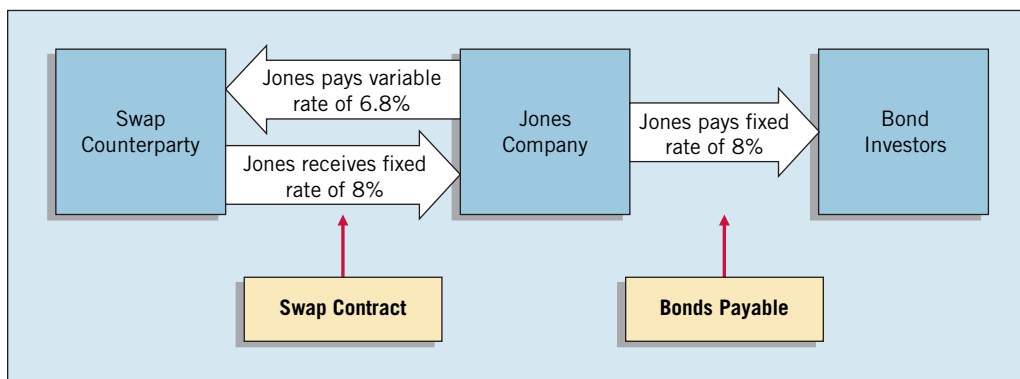 Swap
Counterparty
Jones pays variable
rate of 6.8%
Jones receives fixed
rate of 8%
Jones
Company
Jones pays fixed
rate of 8%
Bond
Investors
Swap Contract
Bonds Payable